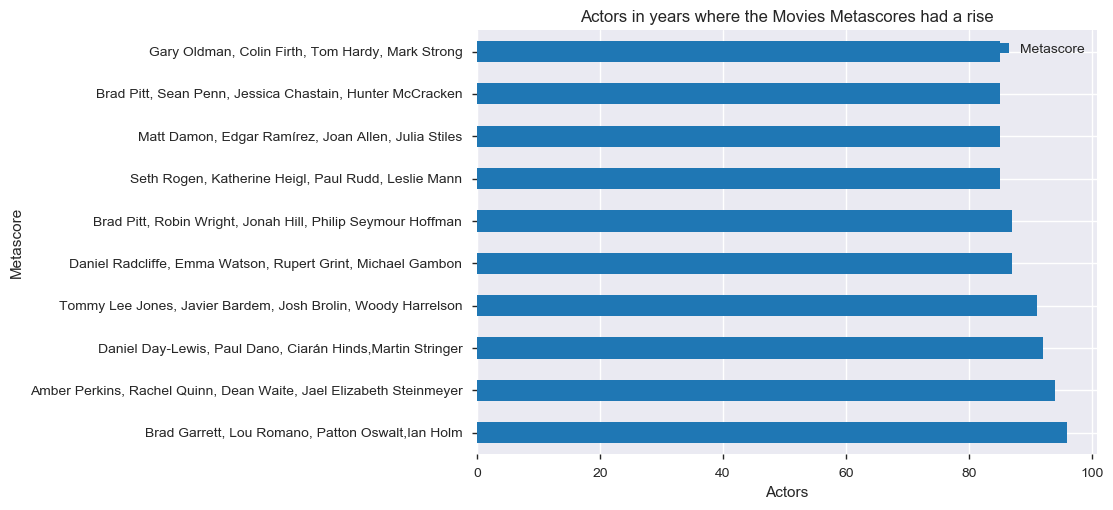 Actors in years where the Movies Metascores had a rise
Metascore
Gary Oldman, Colin Firth, Tom Hardy, Mark Strong
Brad Pitt, Sean Penn, Jessica Chastain, Hunter McCracken
Matt Damon, Edgar Ramírez, Joan Allen, Julia Stiles
Seth Rogen, Katherine Heigl, Paul Rudd, Leslie Mann
Brad Pitt, Robin Wright, Jonah Hill, Philip Seymour Hoffman
Daniel Radcliffe, Emma Watson, Rupert Grint, Michael Gambon
Tommy Lee Jones, Javier Bardem, Josh Brolin, Woody Harrelson
Daniel Day-Lewis, Paul Dano, Ciarán Hinds,Martin Stringer
Amber Perkins, Rachel Quinn, Dean Waite, Jael Elizabeth Steinmeyer
Brad Garrett, Lou Romano, Patton Oswalt,Ian Holm
Metascore
0 20 40 60 80 100
Actors